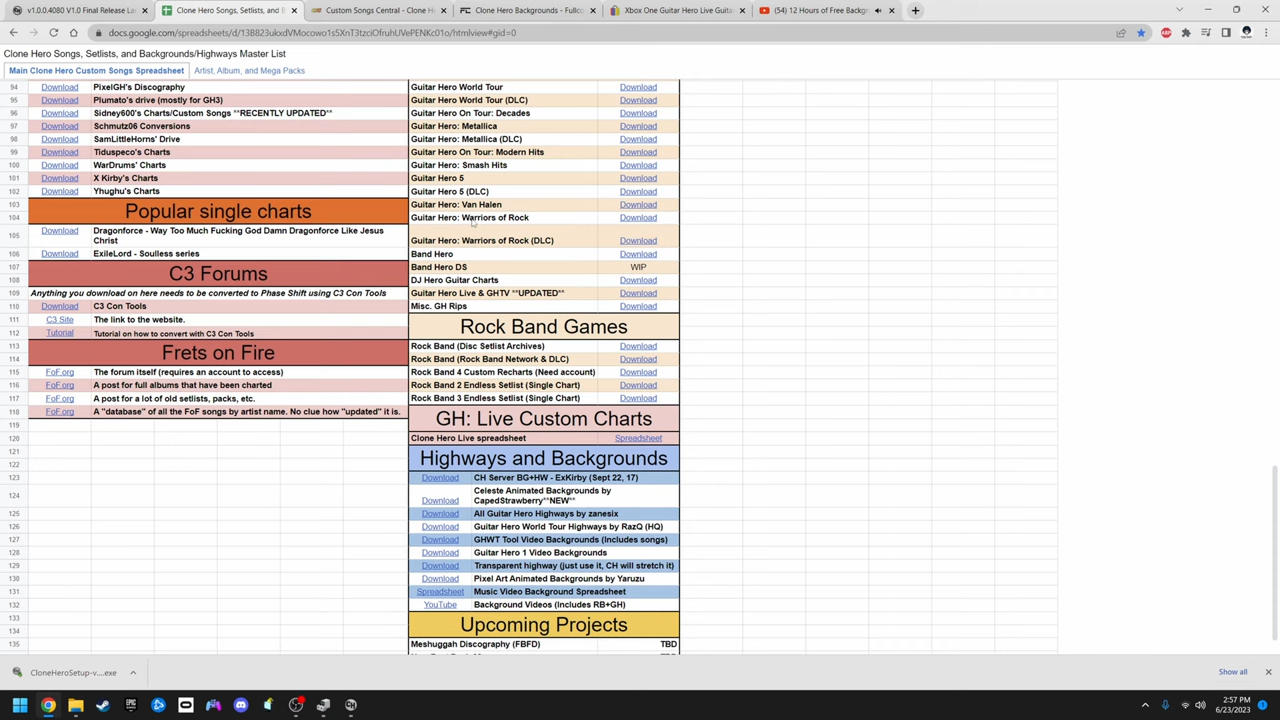 v1.0.0.4080 V1.0 Final Release La
Clone Hero Songs, Setlists, and B
Custom Songs Central - Clone He
Clone Hero Backgrounds - Fullco
Xbox One Guitar Hero Live Guita
(54) 12 Hours of Free Backg
docs.google.com/spreadsheets/d/13B823ukxdVMocowo1s5XnT3tzciOfruhUVePENKc01o/htmlview#gid=0
Clone Hero Songs, Setlists, and Backgrounds/Highways Master List
Main Clone Hero Custom Songs Spreadsheet
Artist, Album, and Mega Packs
94 Download PixelGH's Discography Guitar Hero World Tour Download
95 Download Plumato's drive (mostly for GH3) Guitar Hero World Tour (DLC) Download
96 Download Sidney600's Charts/Custom Songs **RECENTLY UPDATED** Guitar Hero On Tour: Decades Download
97 Download Schmutz06 Conversions Guitar Hero: Metallica Download
98 Download SamLittleHorns' Drive Guitar Hero: Metallica (DLC) Download
99 Download Tiduspeco's Charts Guitar Hero On Tour: Modern Hits Download
100 Download WarDrums' Charts Guitar Hero: Smash Hits Download
101 Download X Kirby's Charts Guitar Hero 5 Download
102 Download Yhughu's Charts Guitar Hero 5 (DLC) Download
103 Popular single charts Guitar Hero: Van Halen Download
104 Guitar Hero: Warriors of Rock Download
105 Download Dragonforce - Way Too Much Fucking God Damn Dragonforce Like Jesus
Christ Guitar Hero: Warriors of Rock (DLC) Download
106 Download ExileLord - Soulless series Band Hero Download
107 C3 Forums Band Hero DS WIP
108 DJ Hero Guitar Charts Download
109 Anything you download on here needs to be converted to Phase Shift using C3 Con Tools Guitar Hero Live & GHTV **UPDATED** Download
110 Download C3 Con Tools Misc. GH Rips Download
111 C3 Site The link to the website. Rock Band Games
112 Tutorial Tutorial on how to convert with C3 Con Tools
113 Frets on Fire Rock Band (Disc Setlist Archives) Download
114 Rock Band (Rock Band Network & DLC) Download
115 FoF.org The forum itself (requires an account to access) Rock Band 4 Custom Recharts (Need account) Download
116 FoF.org A post for full albums that have been charted Rock Band 2 Endless Setlist (Single Chart) Download
117 FoF.org A post for a lot of old setlists, packs, etc. Rock Band 3 Endless Setlist (Single Chart) Download
118 FoF.org A "database" of all the FoF songs by artist name. No clue how "updated" it is. GH: Live Custom Charts
119
120 Clone Hero Live spreadsheet Spreadsheet
121 Highways and Backgrounds
122
123 Download CH Server BG+HW - ExKirby (Sept 22, 17)
124 Download Celeste Animated Backgrounds by
CapedStrawberry**NEW**
125 Download All Guitar Hero Highways by zanesix
126 Download Guitar Hero World Tour Highways by RazQ (HQ)
127 Download GHWT Tool Video Backgrounds (Includes songs)
128 Download Guitar Hero 1 Video Backgrounds
129 Download Transparent highway (just use it, CH will stretch it)
130 Download Pixel Art Animated Backgrounds by Yaruzu
131 Spreadsheet Music Video Background Spreadsheet
132 YouTube Background Videos (Includes RB+GH)
133 Upcoming Projects
134
135 Meshuggah Discography (FBFD) TBD
CloneHeroSetup-v....exe
Show all
2:57 PM
6/23/2023